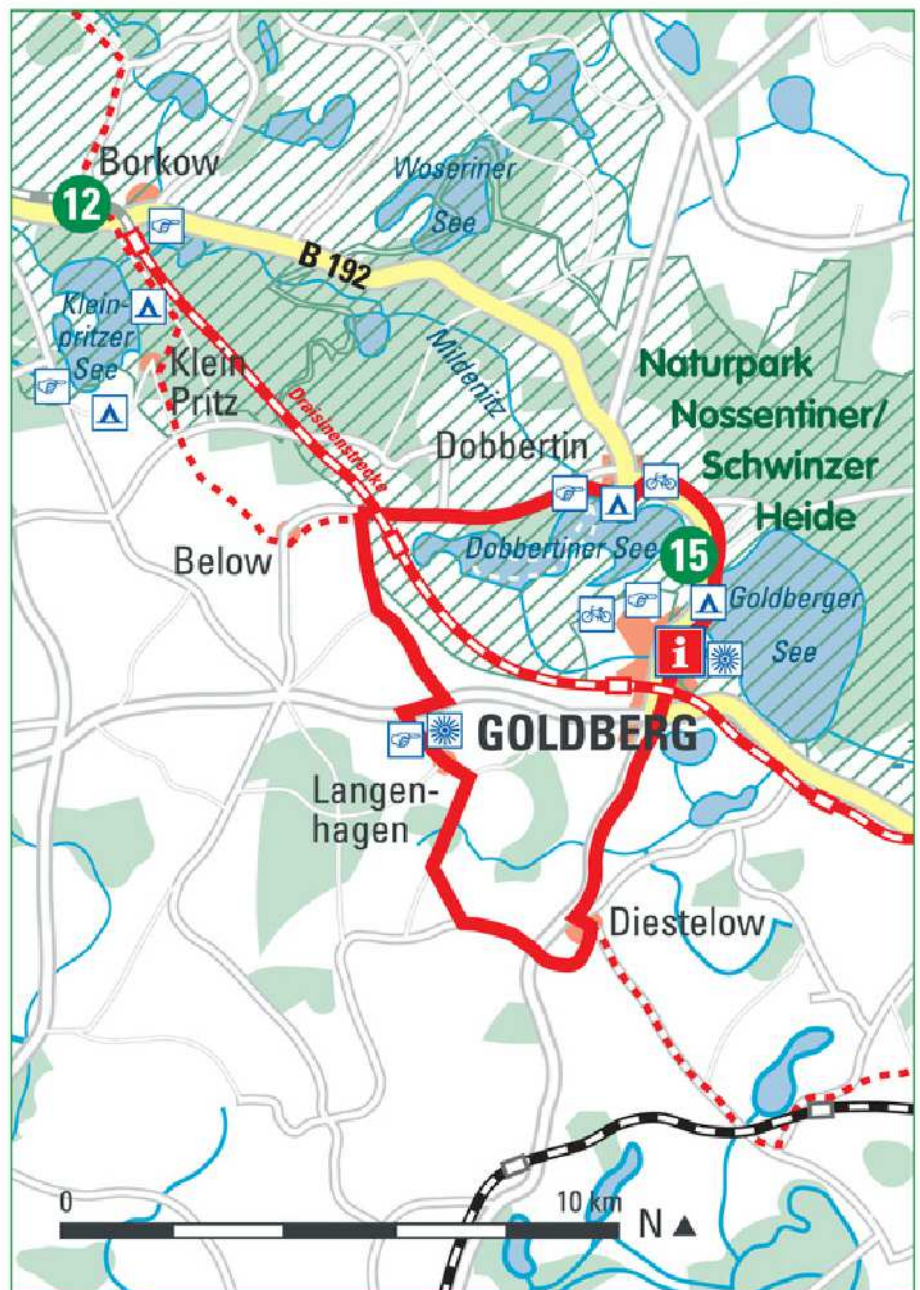 Borkow
12
Woseriner
See
B 192
Klein-
pritzer
See
Klein
Pritz
Mildenitz
Draisinenstrecke
Naturpark
Nossentiner/
Schwinzer
Heide
Dobbertin
Below
Dobbertiner See
15
Goldberger
See
i
GOLDBERG
Langen-
hagen
Diestelow
0
10 km
N